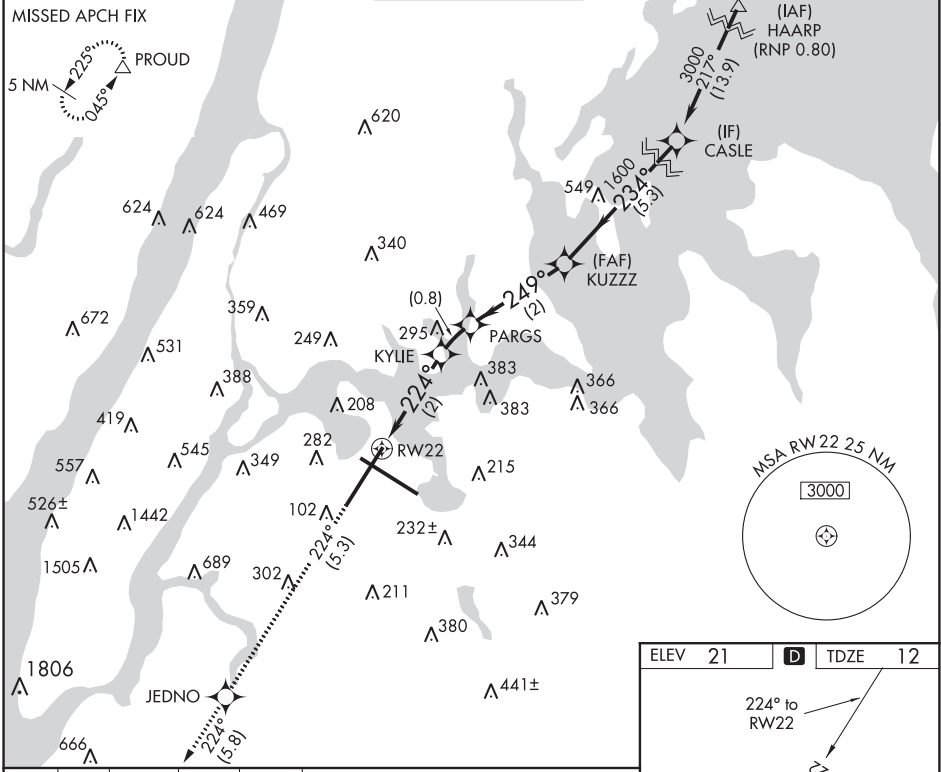 MISSED APCH FIX
225°
PROUD
5 NM
045°
(IAF)
HAARP
(RNP 0.80)
3000
217°
(13.9)
(IF)
CASLE
620
549
1600
234°
(5.3)
624
624
469
340
(FAF)
KUZZZ
249°
(2)
(0.8)
359
295
PARGS
672
249
KYLIE
531
383
366
388
224°
(2)
383
366
208
419
282
RW22
545
349
215
MSA RW 22 25 NM
557
3000
526±
1442
102
232±
224°
(5.3)
344
1505
689
302
211
379
380
1806
ELEV 21
D
TDZE 12
JEDNO
441±
224° to
RW22
224°
(5.8)
666
22